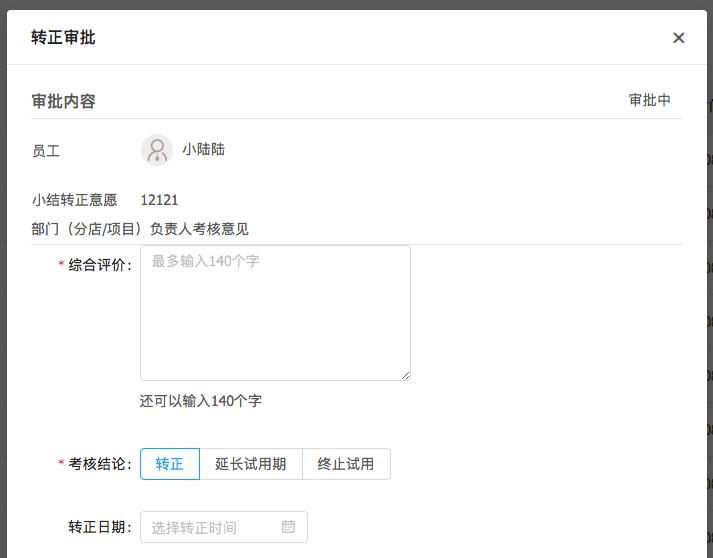 转正审批
审批内容 审批中
员工 小陆陆
小结转正意愿 12121
部门（分店/项目）负责人考核意见
* 综合评价: 最多输入140个字
还可以输入140个字
* 考核结论: 转正 延长试用期 终止试用
转正日期: 选择转正时间